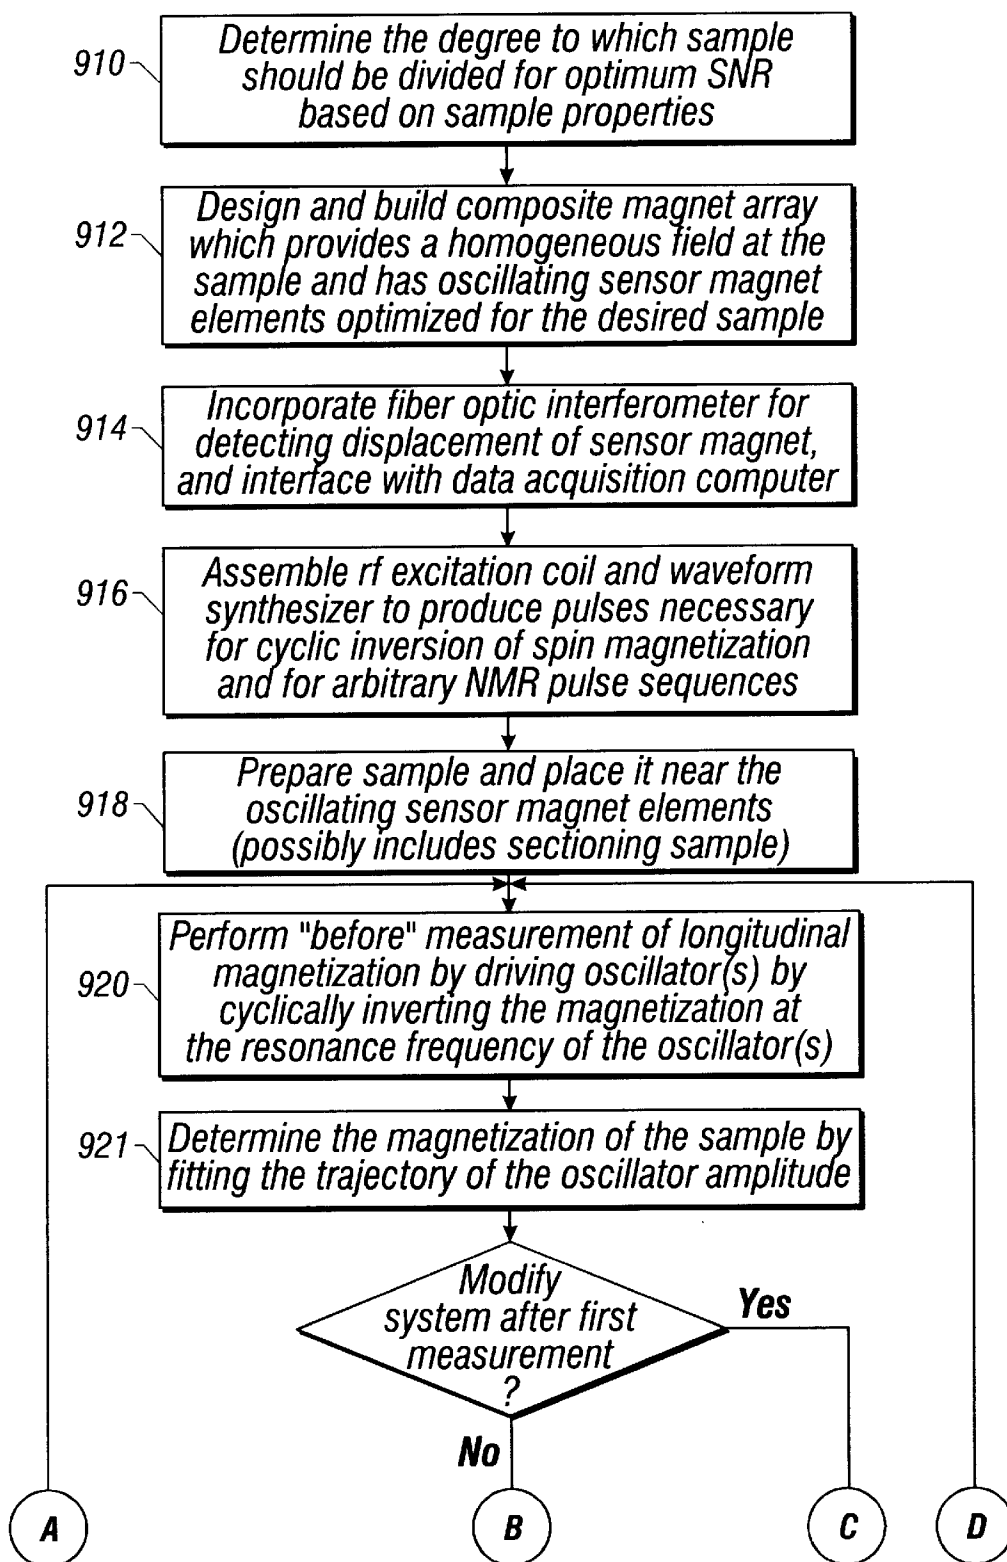 910
Determine the degree to which sample
should be divided for optimum SNR
based on sample properties
912
Design and build composite magnet array
which provides a homogeneous field at the
sample and has oscillating sensor magnet
elements optimized for the desired sample
914
Incorporate fiber optic interferometer for
detecting displacement of sensor magnet,
and interface with data acquisition computer
916
Assemble rf excitation coil and waveform
synthesizer to produce pulses necessary
for cyclic inversion of spin magnetization
and for arbitrary NMR pulse sequences
918
Prepare sample and place it near the
oscillating sensor magnet elements
(possibly includes sectioning sample)
920
Perform "before" measurement of longitudinal
magnetization by driving oscillator(s) by
cyclically inverting the magnetization at
the resonance frequency of the oscillator(s)
921
Determine the magnetization of the sample by
fitting the trajectory of the oscillator amplitude
Modify
system after first
measurement
?
Yes
No
A
B
C
D